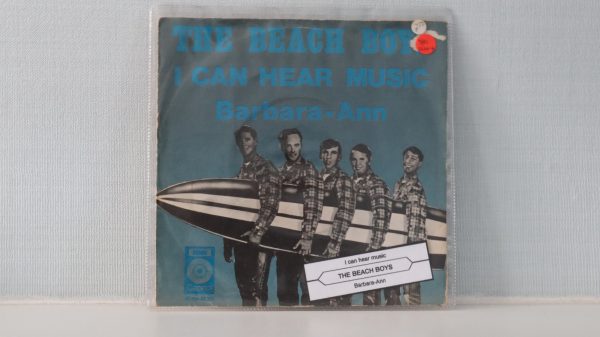 THE BEACH BOYS
I CAN HEAR MUSIC
Barbara-Ann
I can hear music
THE BEACH BOYS
Barbara-Ann